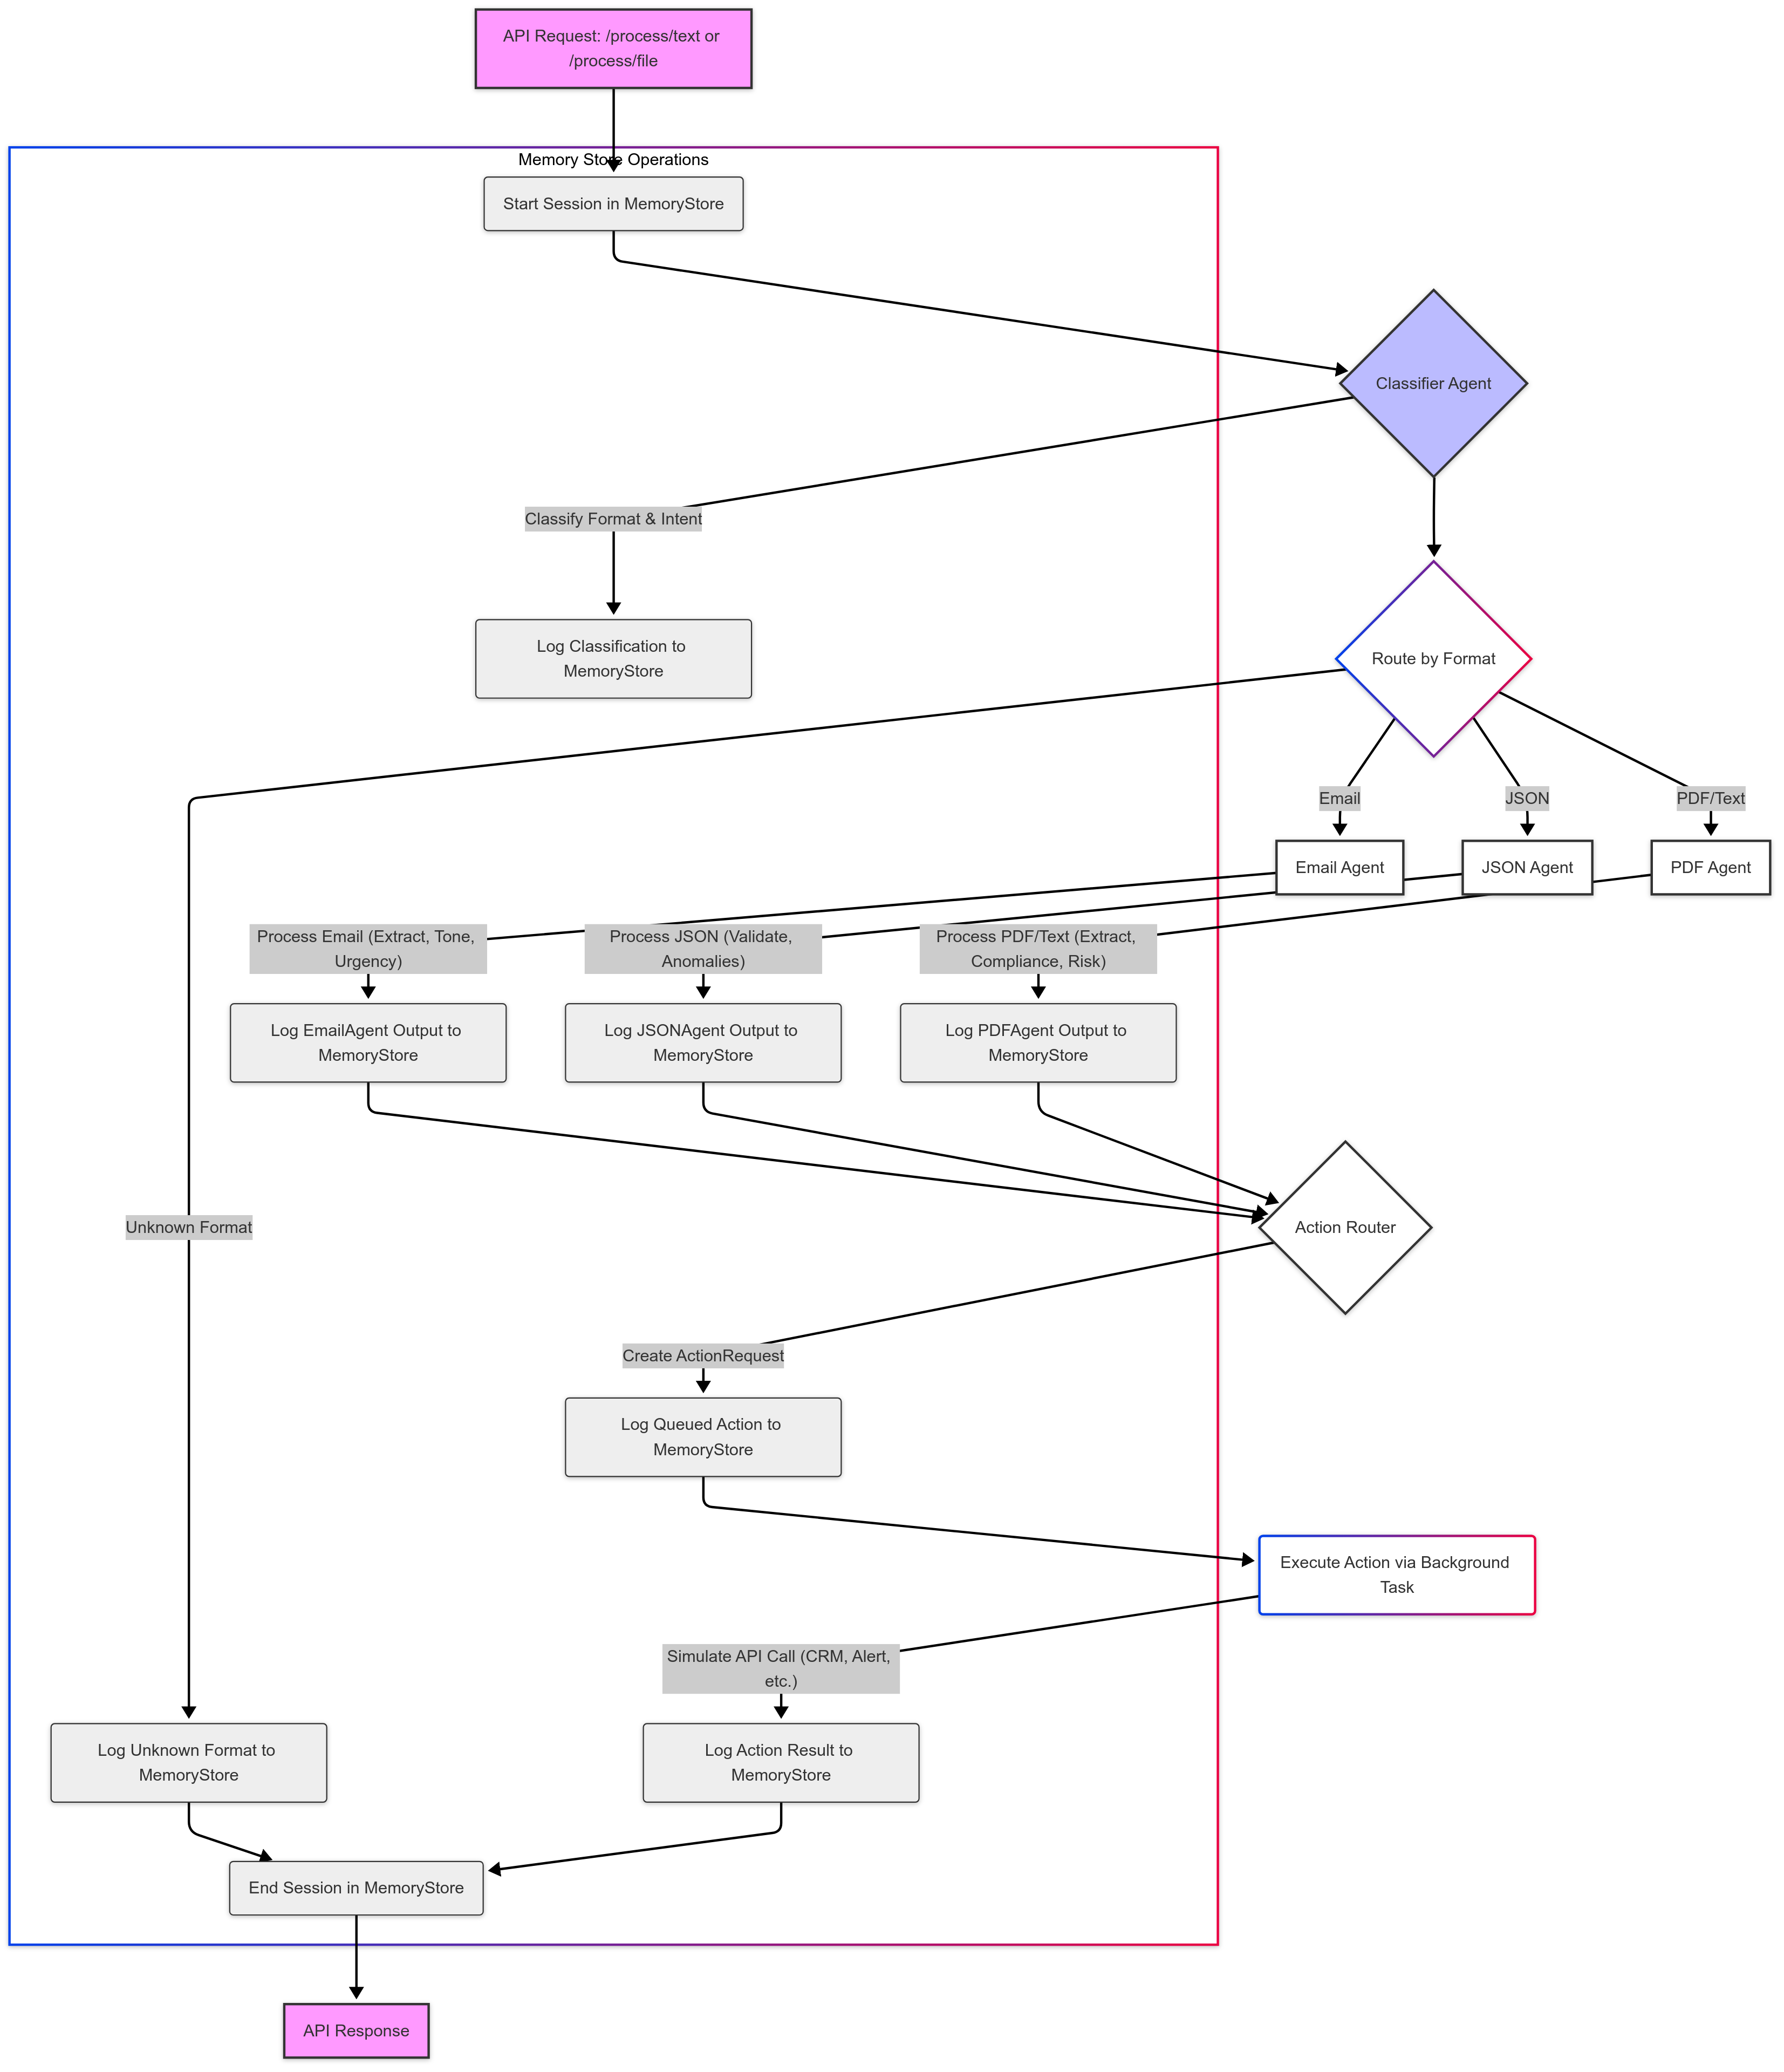 API Request: /process/text or
/process/file
Memory Store Operations
Start Session in MemoryStore
Classifier Agent
Classify Format & Intent
Log Classification to
MemoryStore
Route by Format
Email
JSON
PDF/Text
Email Agent
JSON Agent
PDF Agent
Process Email (Extract, Tone,
Urgency)
Process JSON (Validate,
Anomalies)
Process PDF/Text (Extract,
Compliance, Risk)
Log EmailAgent Output to
MemoryStore
Log JSONAgent Output to
MemoryStore
Log PDFAgent Output to
MemoryStore
Unknown Format
Action Router
Create ActionRequest
Log Queued Action to
MemoryStore
Execute Action via Background
Task
Simulate API Call (CRM, Alert,
etc.)
Log Unknown Format to
MemoryStore
Log Action Result to
MemoryStore
End Session in MemoryStore
API Response